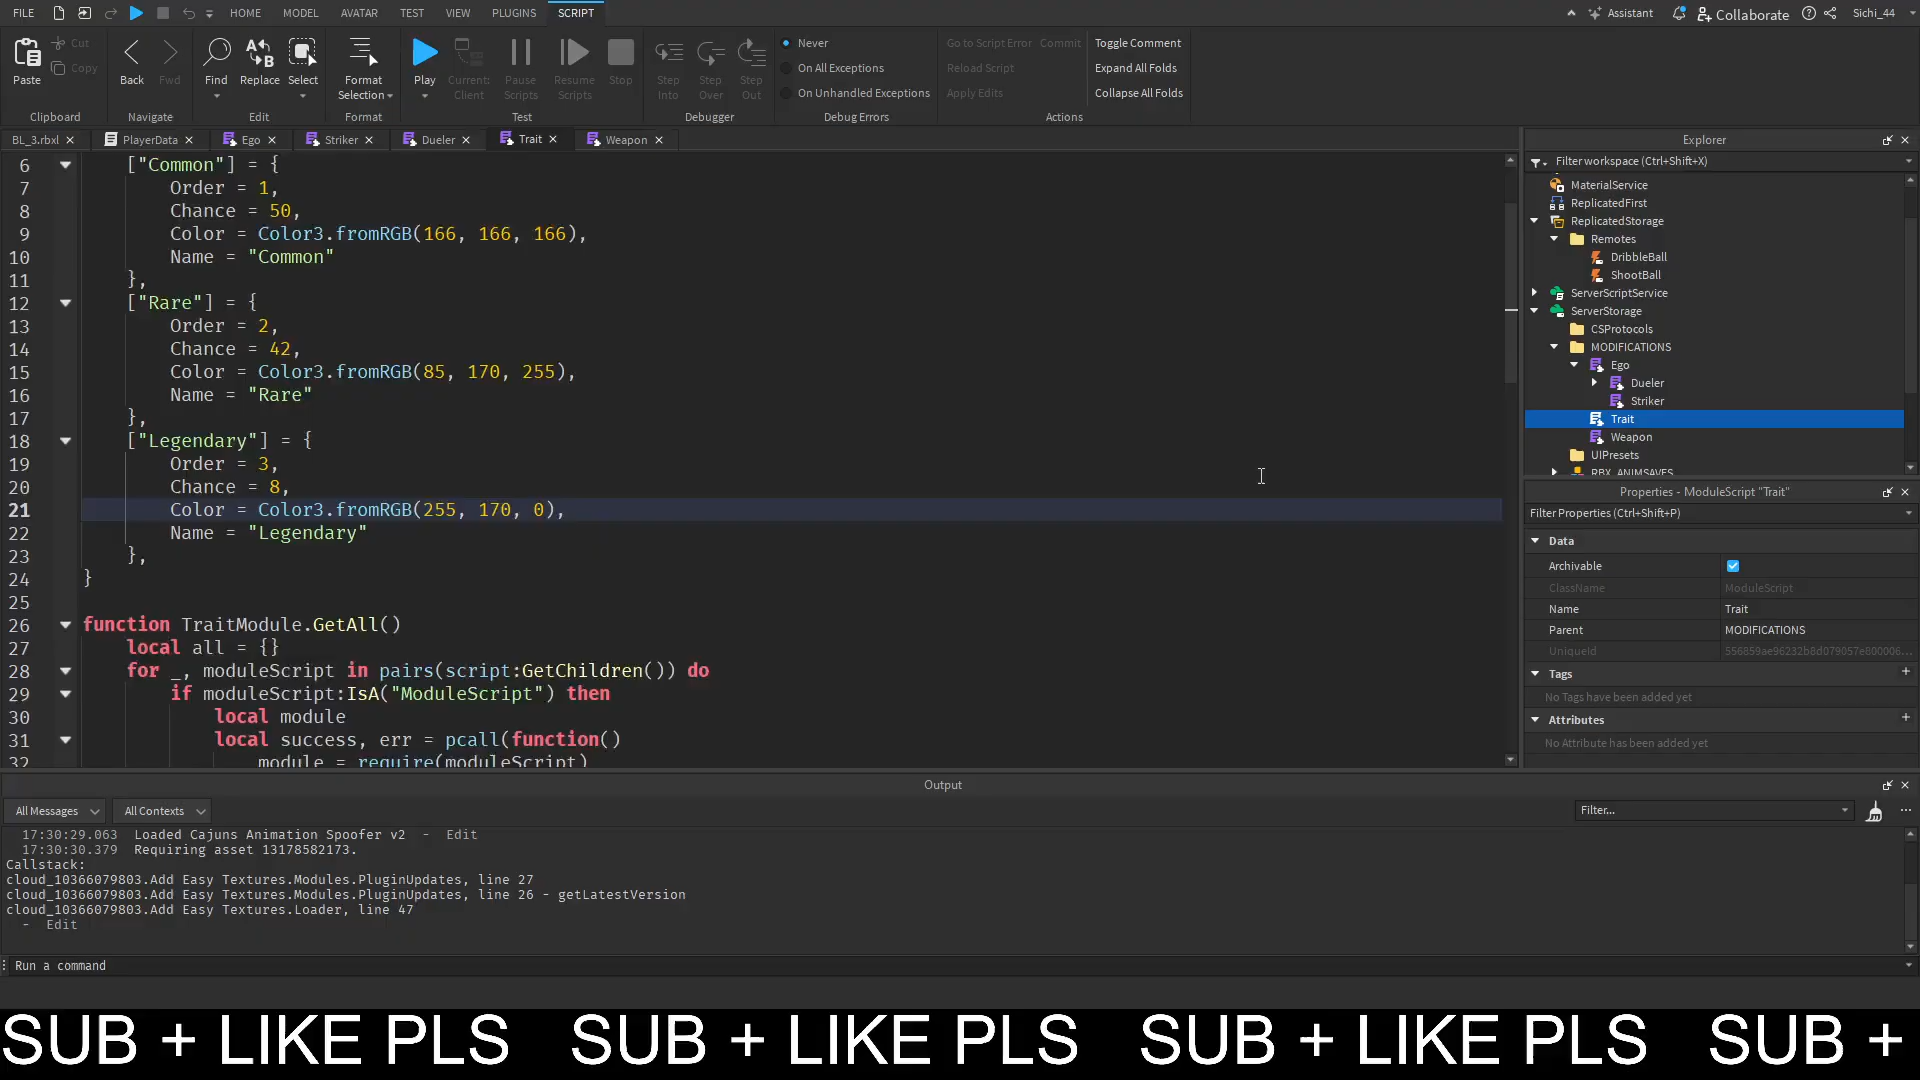 FILE HOME MODEL AVATAR TEST VIEW PLUGINS SCRIPT Assistant Collaborate Sichi_44
Paste Cut Copy Back Fwd Find Replace Select Format Selection Play Current: Client Pause Scripts Resume Scripts Stop Step Into Step Over Step Out
Never Go to Script Error Commit Toggle Comment
On All Exceptions Reload Script Expand All Folds
On Unhandled Exceptions Apply Edits Collapse All Folds
Clipboard Navigate Edit Format Test Debugger Debug Errors Actions
BL_3.rbxl PlayerData Ego Striker Dueler Trait Weapon
6 ["Common"] = {
7 Order = 1,
8 Chance = 50,
9 Color = Color3.fromRGB(166, 166, 166),
10 Name = "Common"
11 },
12 ["Rare"] = {
13 Order = 2,
14 Chance = 42,
15 Color = Color3.fromRGB(85, 170, 255),
16 Name = "Rare"
17 },
18 ["Legendary"] = {
19 Order = 3,
20 Chance = 8,
21 Color = Color3.fromRGB(255, 170, 0),
22 Name = "Legendary"
23 },
24 }
25
26 function TraitModule.GetAll()
27 local all = {}
28 for _, moduleScript in pairs(script:GetChildren()) do
29 if moduleScript:IsA("ModuleScript") then
30 local module
31 local success, err = pcall(function()
32 module = require(moduleScript)
Explorer
Filter workspace (Ctrl+Shift+X)
MaterialService
ReplicatedFirst
ReplicatedStorage
Remotes
DribbleBall
ShootBall
ServerScriptService
ServerStorage
CSProtocols
MODIFICATIONS
Ego
Dueler
Striker
Trait
Weapon
UIPresets
RBX_ANIMSAVES
Properties - ModuleScript "Trait"
Filter Properties (Ctrl+Shift+P)
Data
Archivable
ClassName ModuleScript
Name Trait
Parent MODIFICATIONS
UniqueId 556859ae96232b8d079057e800006...
Tags
No Tags have been added yet
Attributes
No Attribute has been added yet
Output
All Messages All Contexts Filter...
17:30:29.063 Loaded Cajuns Animation Spoofer v2 - Edit
17:30:30.379 Requiring asset 13178582173.
Callstack:
cloud_10366079803.Add Easy Textures.Modules.PluginUpdates, line 27
cloud_10366079803.Add Easy Textures.Modules.PluginUpdates, line 26 - getLatestVersion
cloud_10366079803.Add Easy Textures.Loader, line 47
- Edit
Run a command
SUB + LIKE PLS SUB + LIKE PLS SUB + LIKE PLS SUB +